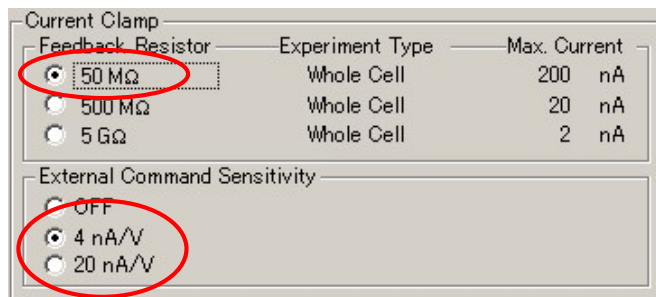 Current Clamp
Feedback Resistor Experiment Type Max. Current
50 MΩ Whole Cell 200 nA
500 MΩ Whole Cell 20 nA
5 GΩ Whole Cell 2 nA
External Command Sensitivity
OFF
4 nA/V
20 nA/V